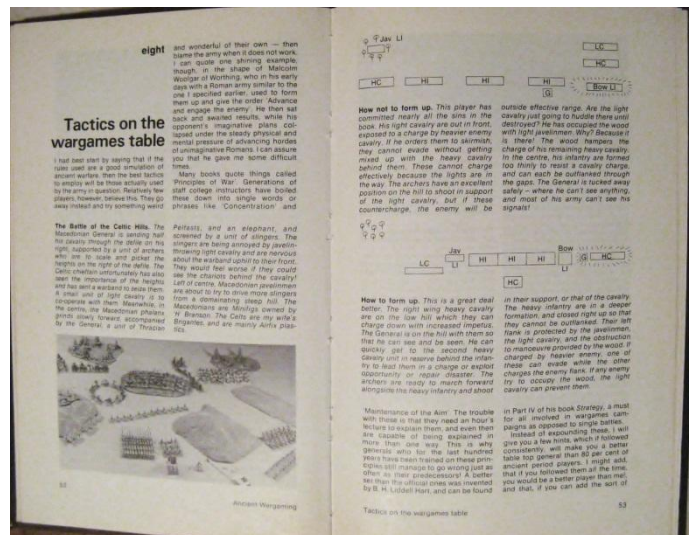 eight
Tactics on the
wargames table
I had best start by saying that if the
rules used are a good simulation of
ancient warfare, then the best tactics
to employ will be those actually used
by the army in question. Relatively few
players, however, believe this. They go
away instead and try something weird
and wonderful of their own — then
blame the army when it does not work.
I can quote one shining example,
though, in the shape of Malcolm
Woolgar of Worthing, who in his early
days with a Roman army similar to the
one I specified earlier, used to form
them up and give the order 'Advance
and engage the enemy'. He then sat
back and awaited results, while his
opponent's imaginative plans col-
lapsed under the steady physical and
mental pressure of advancing hordes
of unimaginative Romans. I can assure
you that he gave me some difficult
times.
Many books quote things called
'Principles of War'. Generations of
staff college instructors have boiled
these down into single words or
phrases like 'Concentration' and
The Battle of the Celtic Hills. The
Macedonian General is sending half
his cavalry through the defile on his
right, supported by a unit of archers
who are to scale and picket the
heights on the right of the defile. The
Celtic chieftain unfortunately has also
seen the importance of the heights
and has sent a warband to seize them.
A small unit of light cavalry is to
co-operate with them. Meanwhile, in
the centre, the Macedonian phalanx
grinds slowly forward, accompanied
by the General, a unit of Thracian
Peltasts, and an elephant, and
screened by a unit of slingers. The
slingers are being annoyed by javelin-
throwing light cavalry and are nervous
about the warband uphill to their front.
They would feel worse if they could
see the chariots behind the cavalry!
Left of centre, Macedonian javelinmen
are about to try to drive more slingers
from a dominating steep hill. The
Macedonians are Minifigs owned by
H Branson. The Celts are my wife's
Brigantes, and are mainly Airfix plas-
tics.
52
Ancient Wargaming
Jav LI
LC
HC
HC
HI
HI
HI
G
Bow LI
How not to form up. This player has
committed nearly all the sins in the
book. His light cavalry are out in front,
exposed to a charge by heavier enemy
cavalry. If he orders them to skirmish,
they cannot evade without getting
mixed up with the heavy cavalry
behind them. These cannot charge
effectively because the lights are in
the way. The archers have an excellent
position on the hill to shoot in support
of the light cavalry, but if these
countercharge, the enemy will be
outside effective range. Are the light
cavalry just going to huddle there until
destroyed? He has occupied the wood
with light javelinmen. Why? Because it
is there! The wood hampers the
charge of his remaining heavy cavalry.
In the centre, his infantry are formed
too thinly to resist a cavalry charge,
and can each be outflanked through
the gaps. The General is tucked away
safely – where he can't see anything,
and most of his army can't see his
signals!
LC
Jav
LI
HI
HI
HI
Bow
LI
G
HC
HC
How to form up. This is a great deal
better. The right wing heavy cavalry
are on the low hill which they can
charge down with increased impetus.
The General is on the hill with them so
that he can see and be seen. He can
quickly get to the second heavy
cavalry unit in reserve behind the infan-
try to lead them in a charge or exploit
opportunity or repair disaster. The
archers are ready to march forward
alongside the heavy infantry and shoot
in their support, or that of the cavalry.
The heavy infantry are in a deeper
formation, and closed right up so that
they cannot be outflanked. Their left
flank is protected by the javelinmen,
the light cavalry, and the obstruction
to manoeuvre provided by the wood. If
charged by heavier enemy, one of
these can evade while the other
charges the enemy flank. If any enemy
try to occupy the wood, the light
cavalry can prevent them.
'Maintenance of the Aim'. The trouble
with these is that they need an hour's
lecture to explain them, and even then
are capable of being explained in
more than one way. This is why
generals who for the last hundred
years have been trained on these prin-
ciples still manage to go wrong just as
often as their predecessors! A better
set than the official ones was invented
by B. H. Liddell Hart, and can be found
in Part IV of his book Strategy, a must
for all involved in wargames cam-
paigns as opposed to single battles.
Instead of expounding these, I will
give you a few hints, which if followed
consistently, will make you a better
table top general than 80 per cent of
ancient period players. I might add,
that if you followed them all the time,
you would be a better player than me!,
and that, if you can add the sort of
Tactics on the wargames table
53